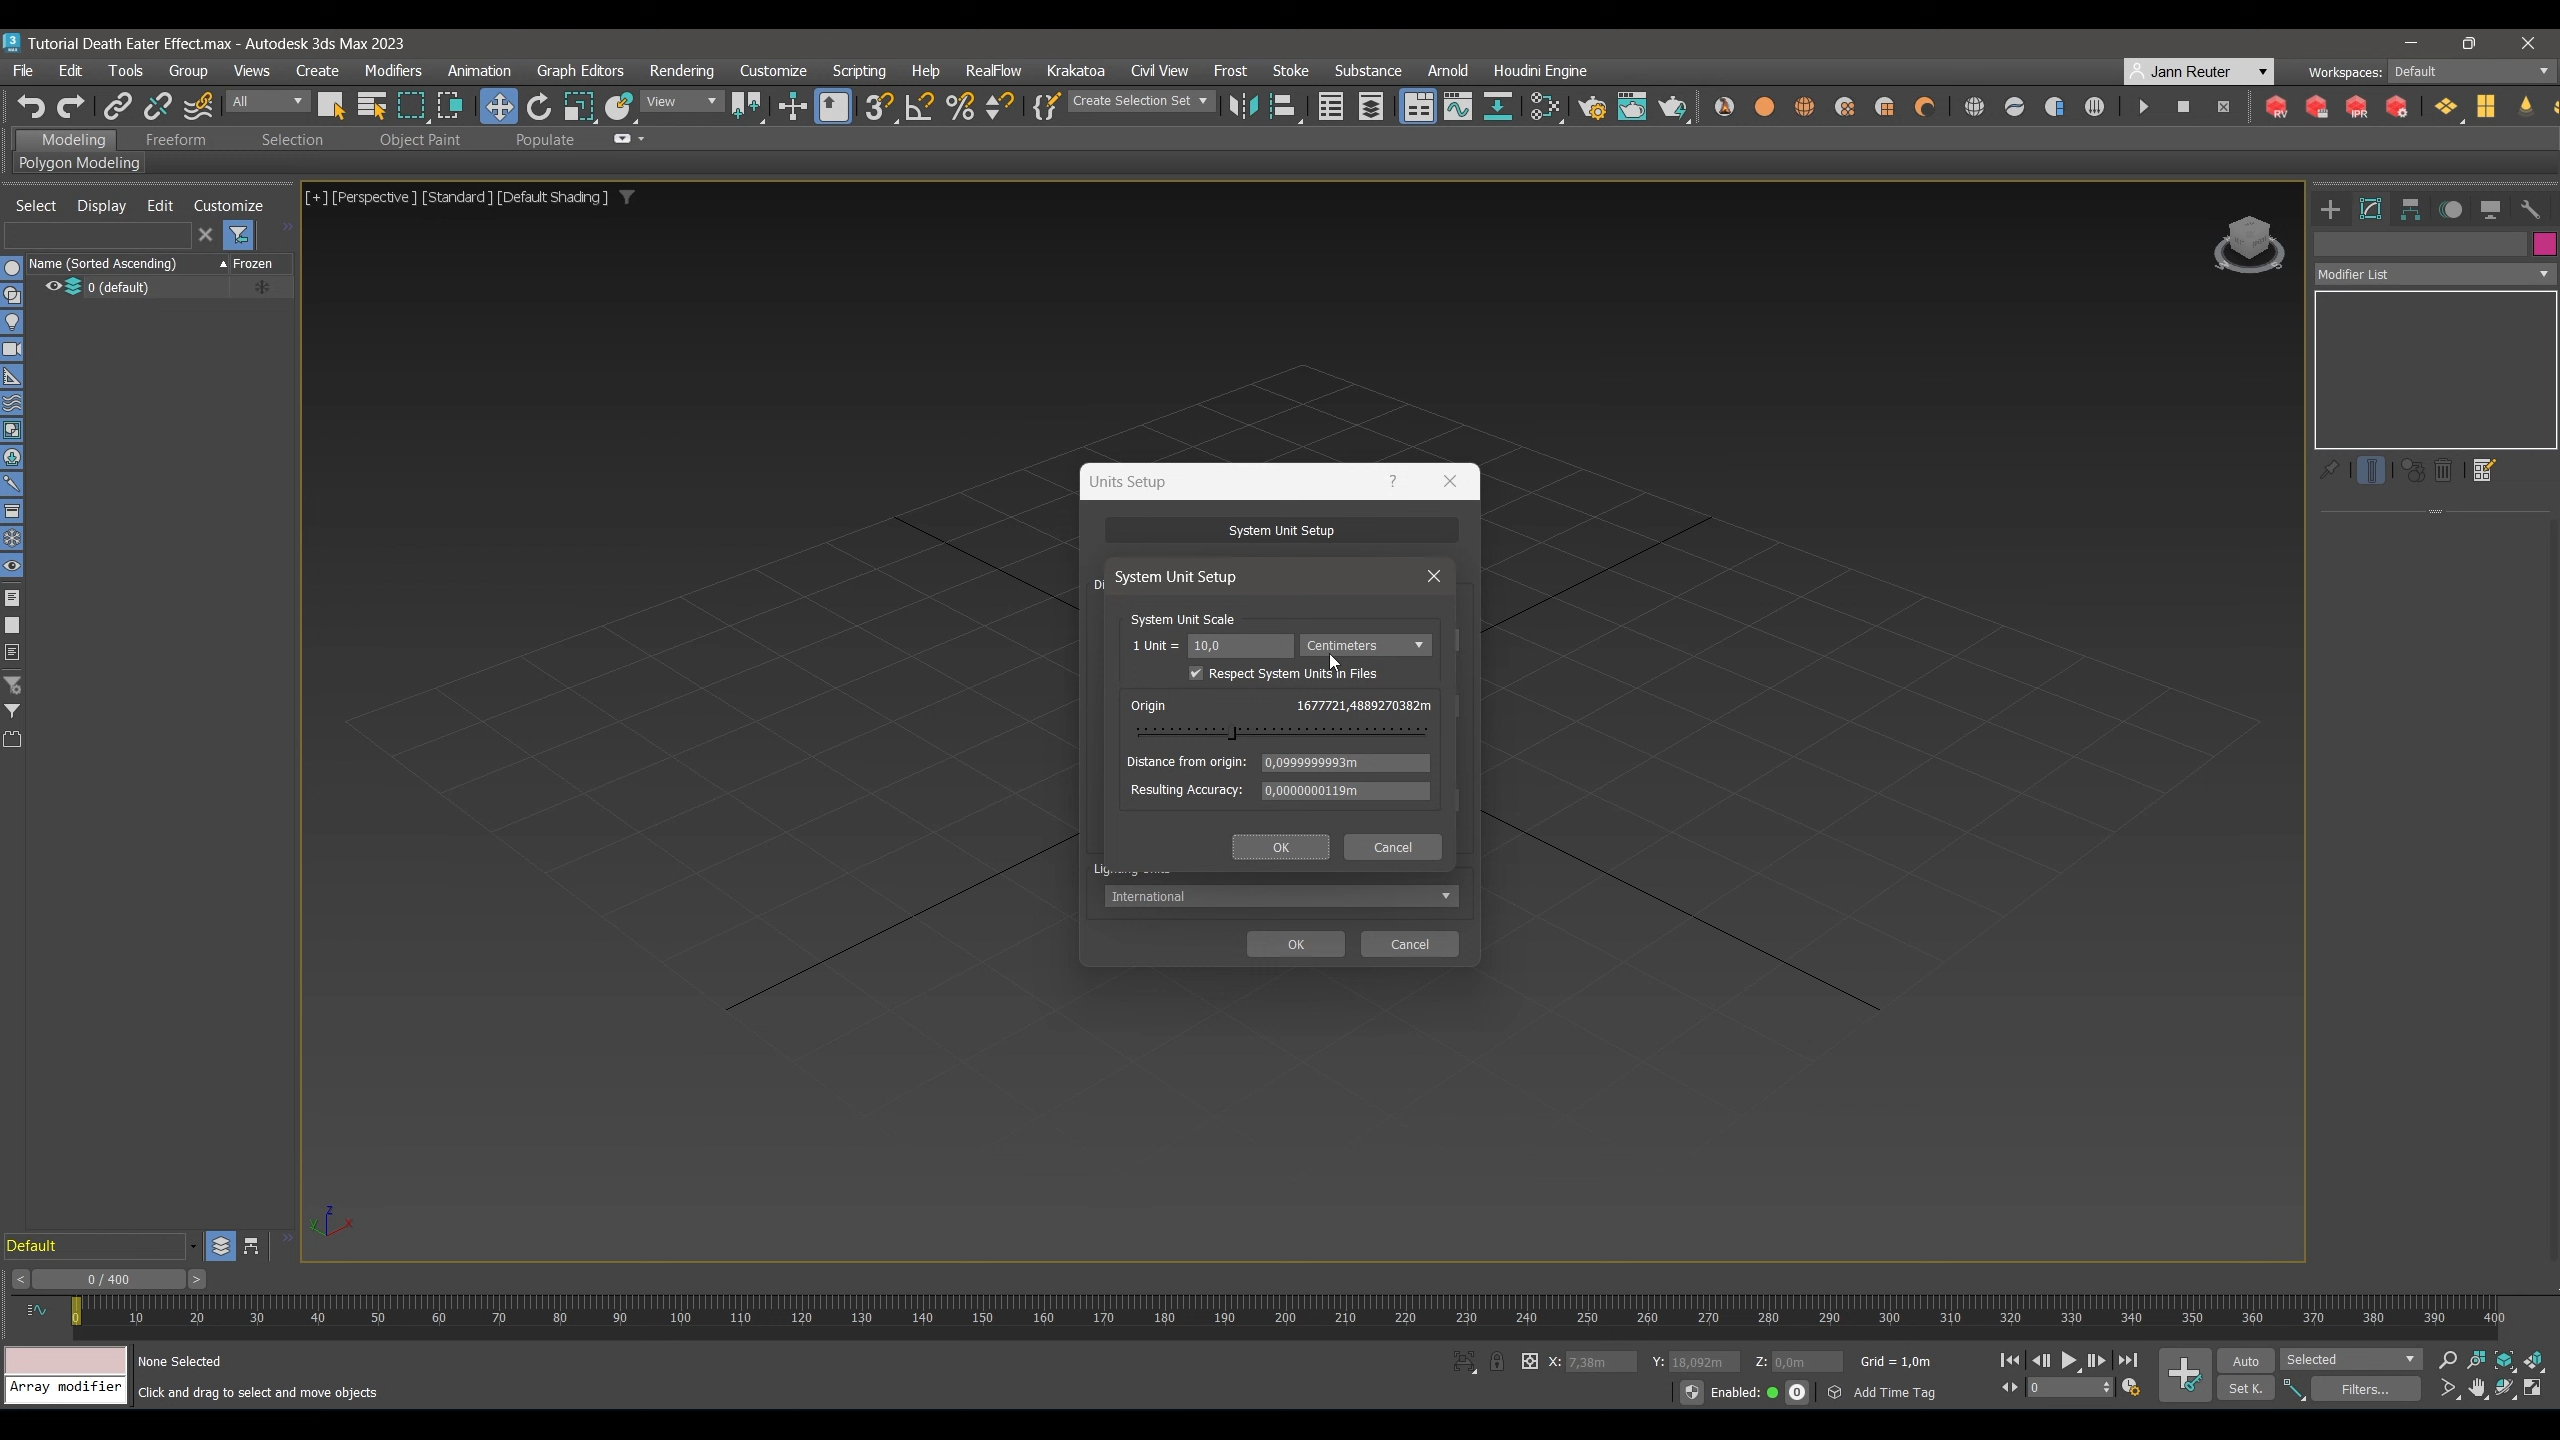 Tutorial Death Eater Effect.max - Autodesk 3ds Max 2023
File Edit Tools Group Views Create Modifiers Animation Graph Editors Rendering Customize Scripting Help RealFlow Krakatoa Civil View Frost Stoke Substance Arnold Houdini Engine Jann Reuter Workspaces: Default
All View Create Selection Set
Modeling Freeform Selection Object Paint Populate
Polygon Modeling
[+] [Perspective ] [Standard ] [Default Shading ]
Select Display Edit Customize
Name (Sorted Ascending) Frozen
0 (default)
Modifier List
Units Setup
System Unit Setup
System Unit Setup
System Unit Scale
1 Unit = 10,0 Centimeters
Respect System Units in Files
Origin 1677721,4889270382m
Distance from origin: 0,0999999993m
Resulting Accuracy: 0,0000000119m
OK Cancel
International
OK Cancel
Z
Y X
Default
< 0 / 400 >
0 10 20 30 40 50 60 70 80 90 100 110 120 130 140 150 160 170 180 190 200 210 220 230 240 250 260 270 280 290 300 310 320 330 340 350 360 370 380 390 400
None Selected X: 7,38m Y: 18,092m Z: 0,0m Grid = 1,0m Auto Selected
Array modifier Click and drag to select and move objects Enabled: 0 Add Time Tag 0 Set K. Filters...